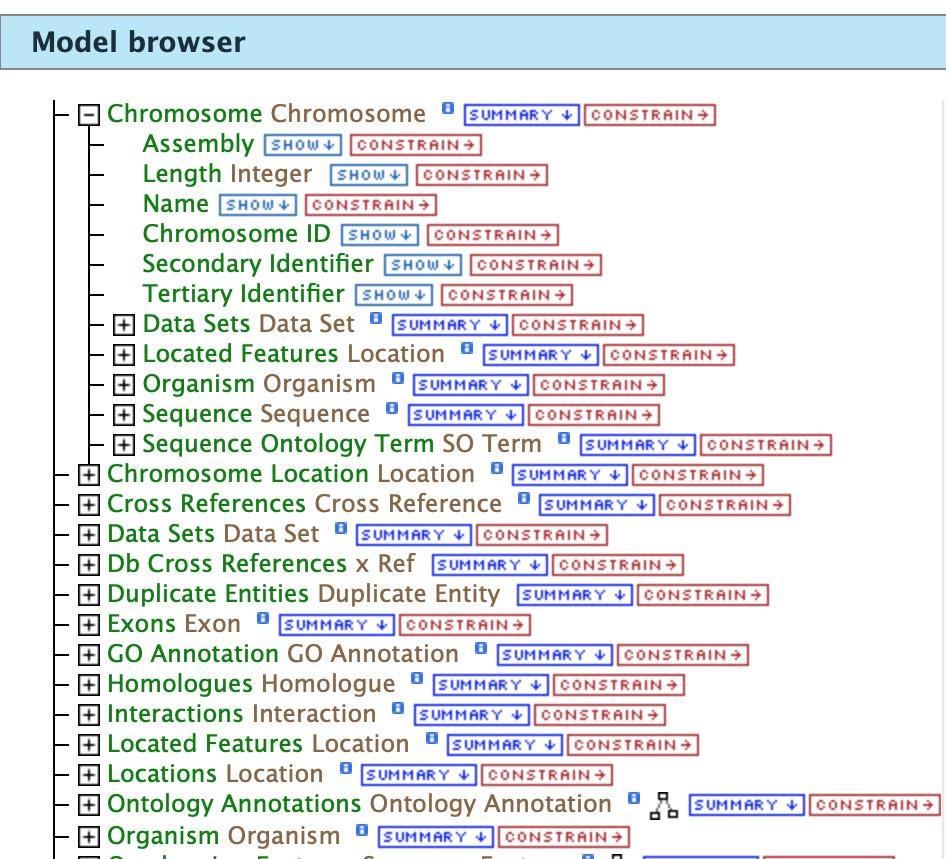 Model browser
Chromosome Chromosome i SUMMARY ↓ CONSTRAIN →
Assembly SHOW ↓ CONSTRAIN →
Length Integer SHOW ↓ CONSTRAIN →
Name SHOW ↓ CONSTRAIN →
Chromosome ID SHOW ↓ CONSTRAIN →
Secondary Identifier SHOW ↓ CONSTRAIN →
Tertiary Identifier SHOW ↓ CONSTRAIN →
Data Sets Data Set i SUMMARY ↓ CONSTRAIN →
Located Features Location i SUMMARY ↓ CONSTRAIN →
Organism Organism i SUMMARY ↓ CONSTRAIN →
Sequence Sequence i SUMMARY ↓ CONSTRAIN →
Sequence Ontology Term SO Term i SUMMARY ↓ CONSTRAIN →
Chromosome Location Location i SUMMARY ↓ CONSTRAIN →
Cross References Cross Reference i SUMMARY ↓ CONSTRAIN →
Data Sets Data Set i SUMMARY ↓ CONSTRAIN →
Db Cross References x Ref SUMMARY ↓ CONSTRAIN →
Duplicate Entities Duplicate Entity SUMMARY ↓ CONSTRAIN →
Exons Exon i SUMMARY ↓ CONSTRAIN →
GO Annotation GO Annotation i SUMMARY ↓ CONSTRAIN →
Homologues Homologue i SUMMARY ↓ CONSTRAIN →
Interactions Interaction i SUMMARY ↓ CONSTRAIN →
Located Features Location i SUMMARY ↓ CONSTRAIN →
Locations Location i SUMMARY ↓ CONSTRAIN →
Ontology Annotations Ontology Annotation i SUMMARY ↓ CONSTRAIN →
Organism Organism i SUMMARY ↓ CONSTRAIN →